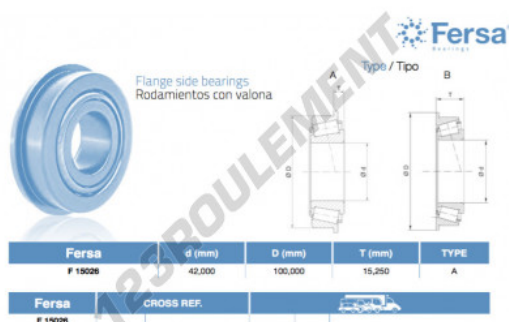 Fersa
Bearings
Type / Tipo
Flange side bearings
Rodamientos con valona
A
B
T
T
Ø D
Ø d
Ø D
Ø d
Fersa d (mm) D (mm) T (mm) TYPE
F 15026 42,000 100,000 15,250 A
Fersa CROSS REF.
F 15026
123ROULEMENT